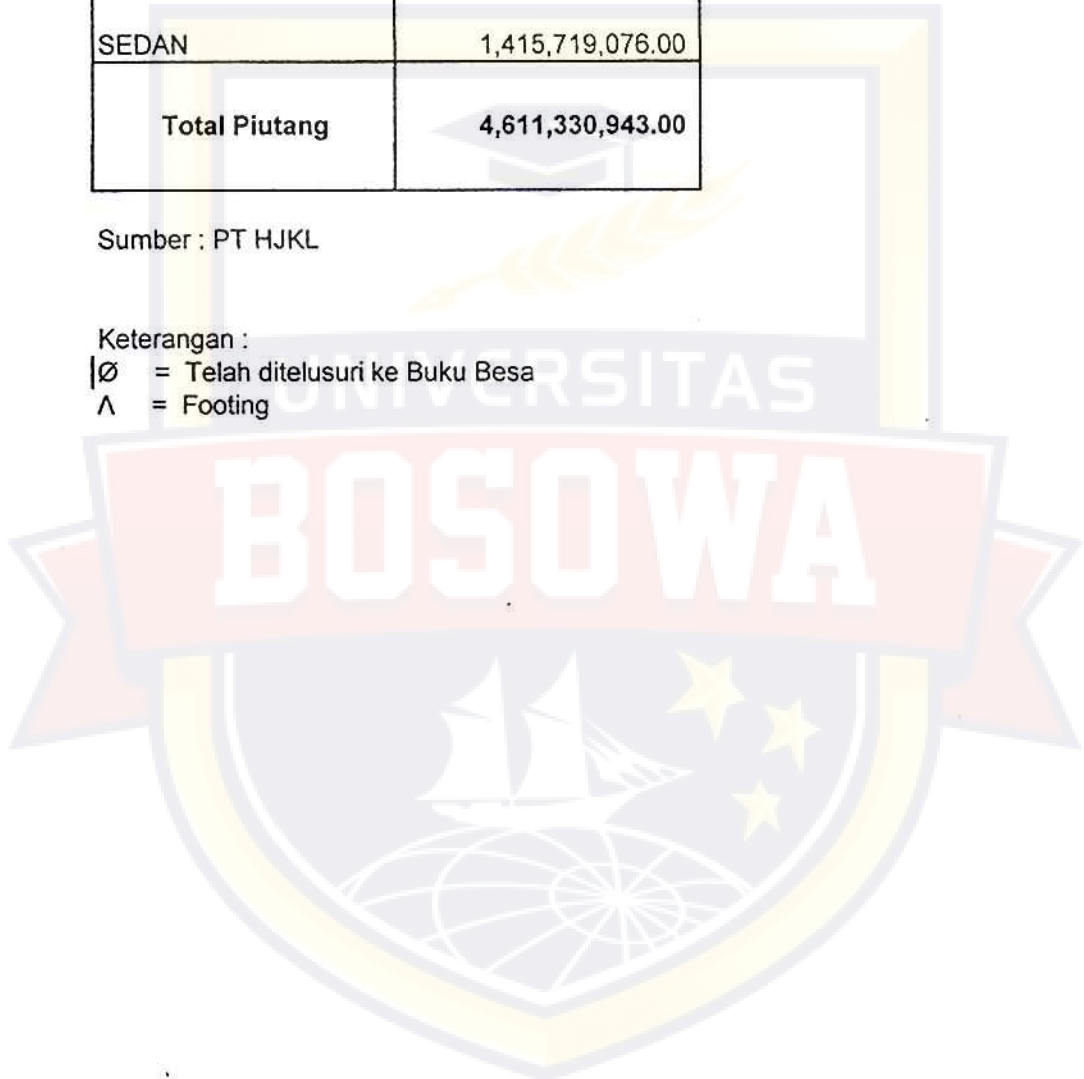 SEDAN 1,415,719,076.00
Total Piutang 4,611,330,943.00
Sumber : PT HJKL
Keterangan :
Ø = Telah ditelusuri ke Buku Besa
Λ = Footing
UNIVERSITAS
BOSOWA